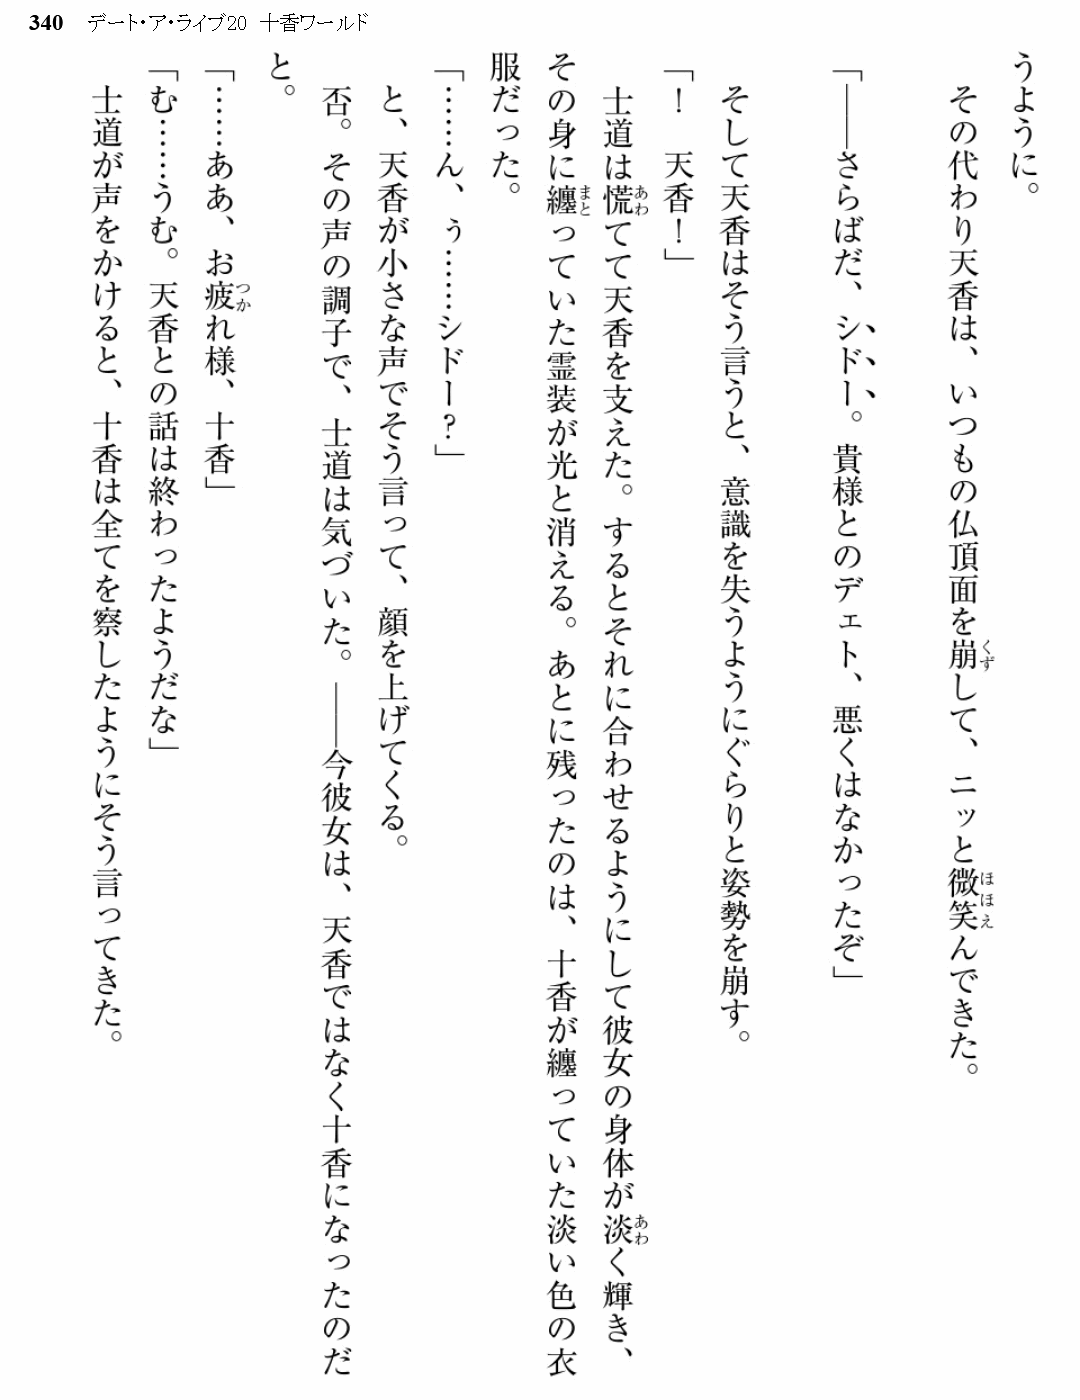 340 デート・ア・ライブ20 十香ワールド
うように。
その代わり天香は、いつもの仏頂面を崩して、ニッと微笑んできた。
「――さらばだ、シドー。貴様とのデェト、悪くはなかったぞ」
そして天香はそう言うと、意識を失うようにぐらりと姿勢を崩す。
「! 天香!」
士道は慌てて天香を支えた。するとそれに合わせるようにして彼女の身体が淡く輝き、
その身に纏っていた霊装が光と消える。あとに残ったのは、十香が纏っていた淡い色の衣
服だった。
「……ん、ぅ……シドー?」
と、天香が小さな声でそう言って、顔を上げてくる。
否。その声の調子で、士道は気づいた。――今彼女は、天香ではなく十香になったのだ
と。
「……ああ、お疲れ様、十香」
「む……うむ。天香との話は終わったようだな」
士道が声をかけると、十香は全てを察したようにそう言ってきた。